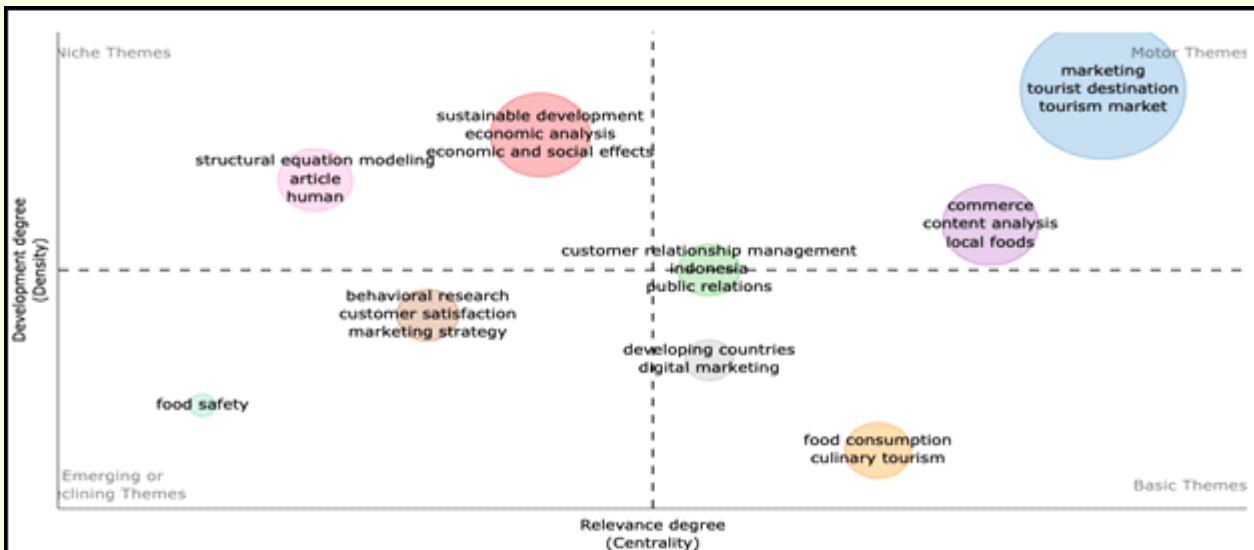 Niche Themes
Motor Themes
marketing
tourist destination
tourism market
sustainable development
economic analysis
economic and social effects
structural equation modeling
article
human
commerce
content analysis
local foods
customer relationship management
indonesia
public relations
behavioral research
customer satisfaction
marketing strategy
developing countries
digital marketing
food safety
food consumption
culinary tourism
Emerging or
clining Themes
Basic Themes
Development degree
(Density)
Relevance degree
(Centrality)